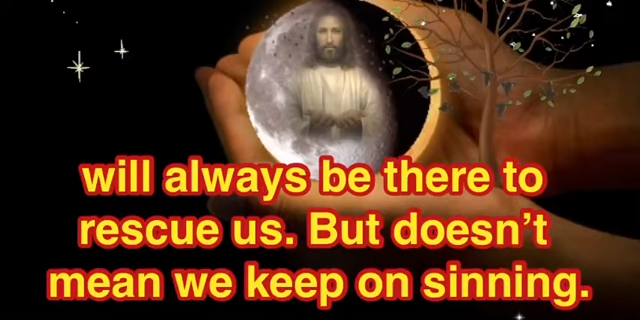 will always be there to
rescue us. But doesn’t
mean we keep on sinning.